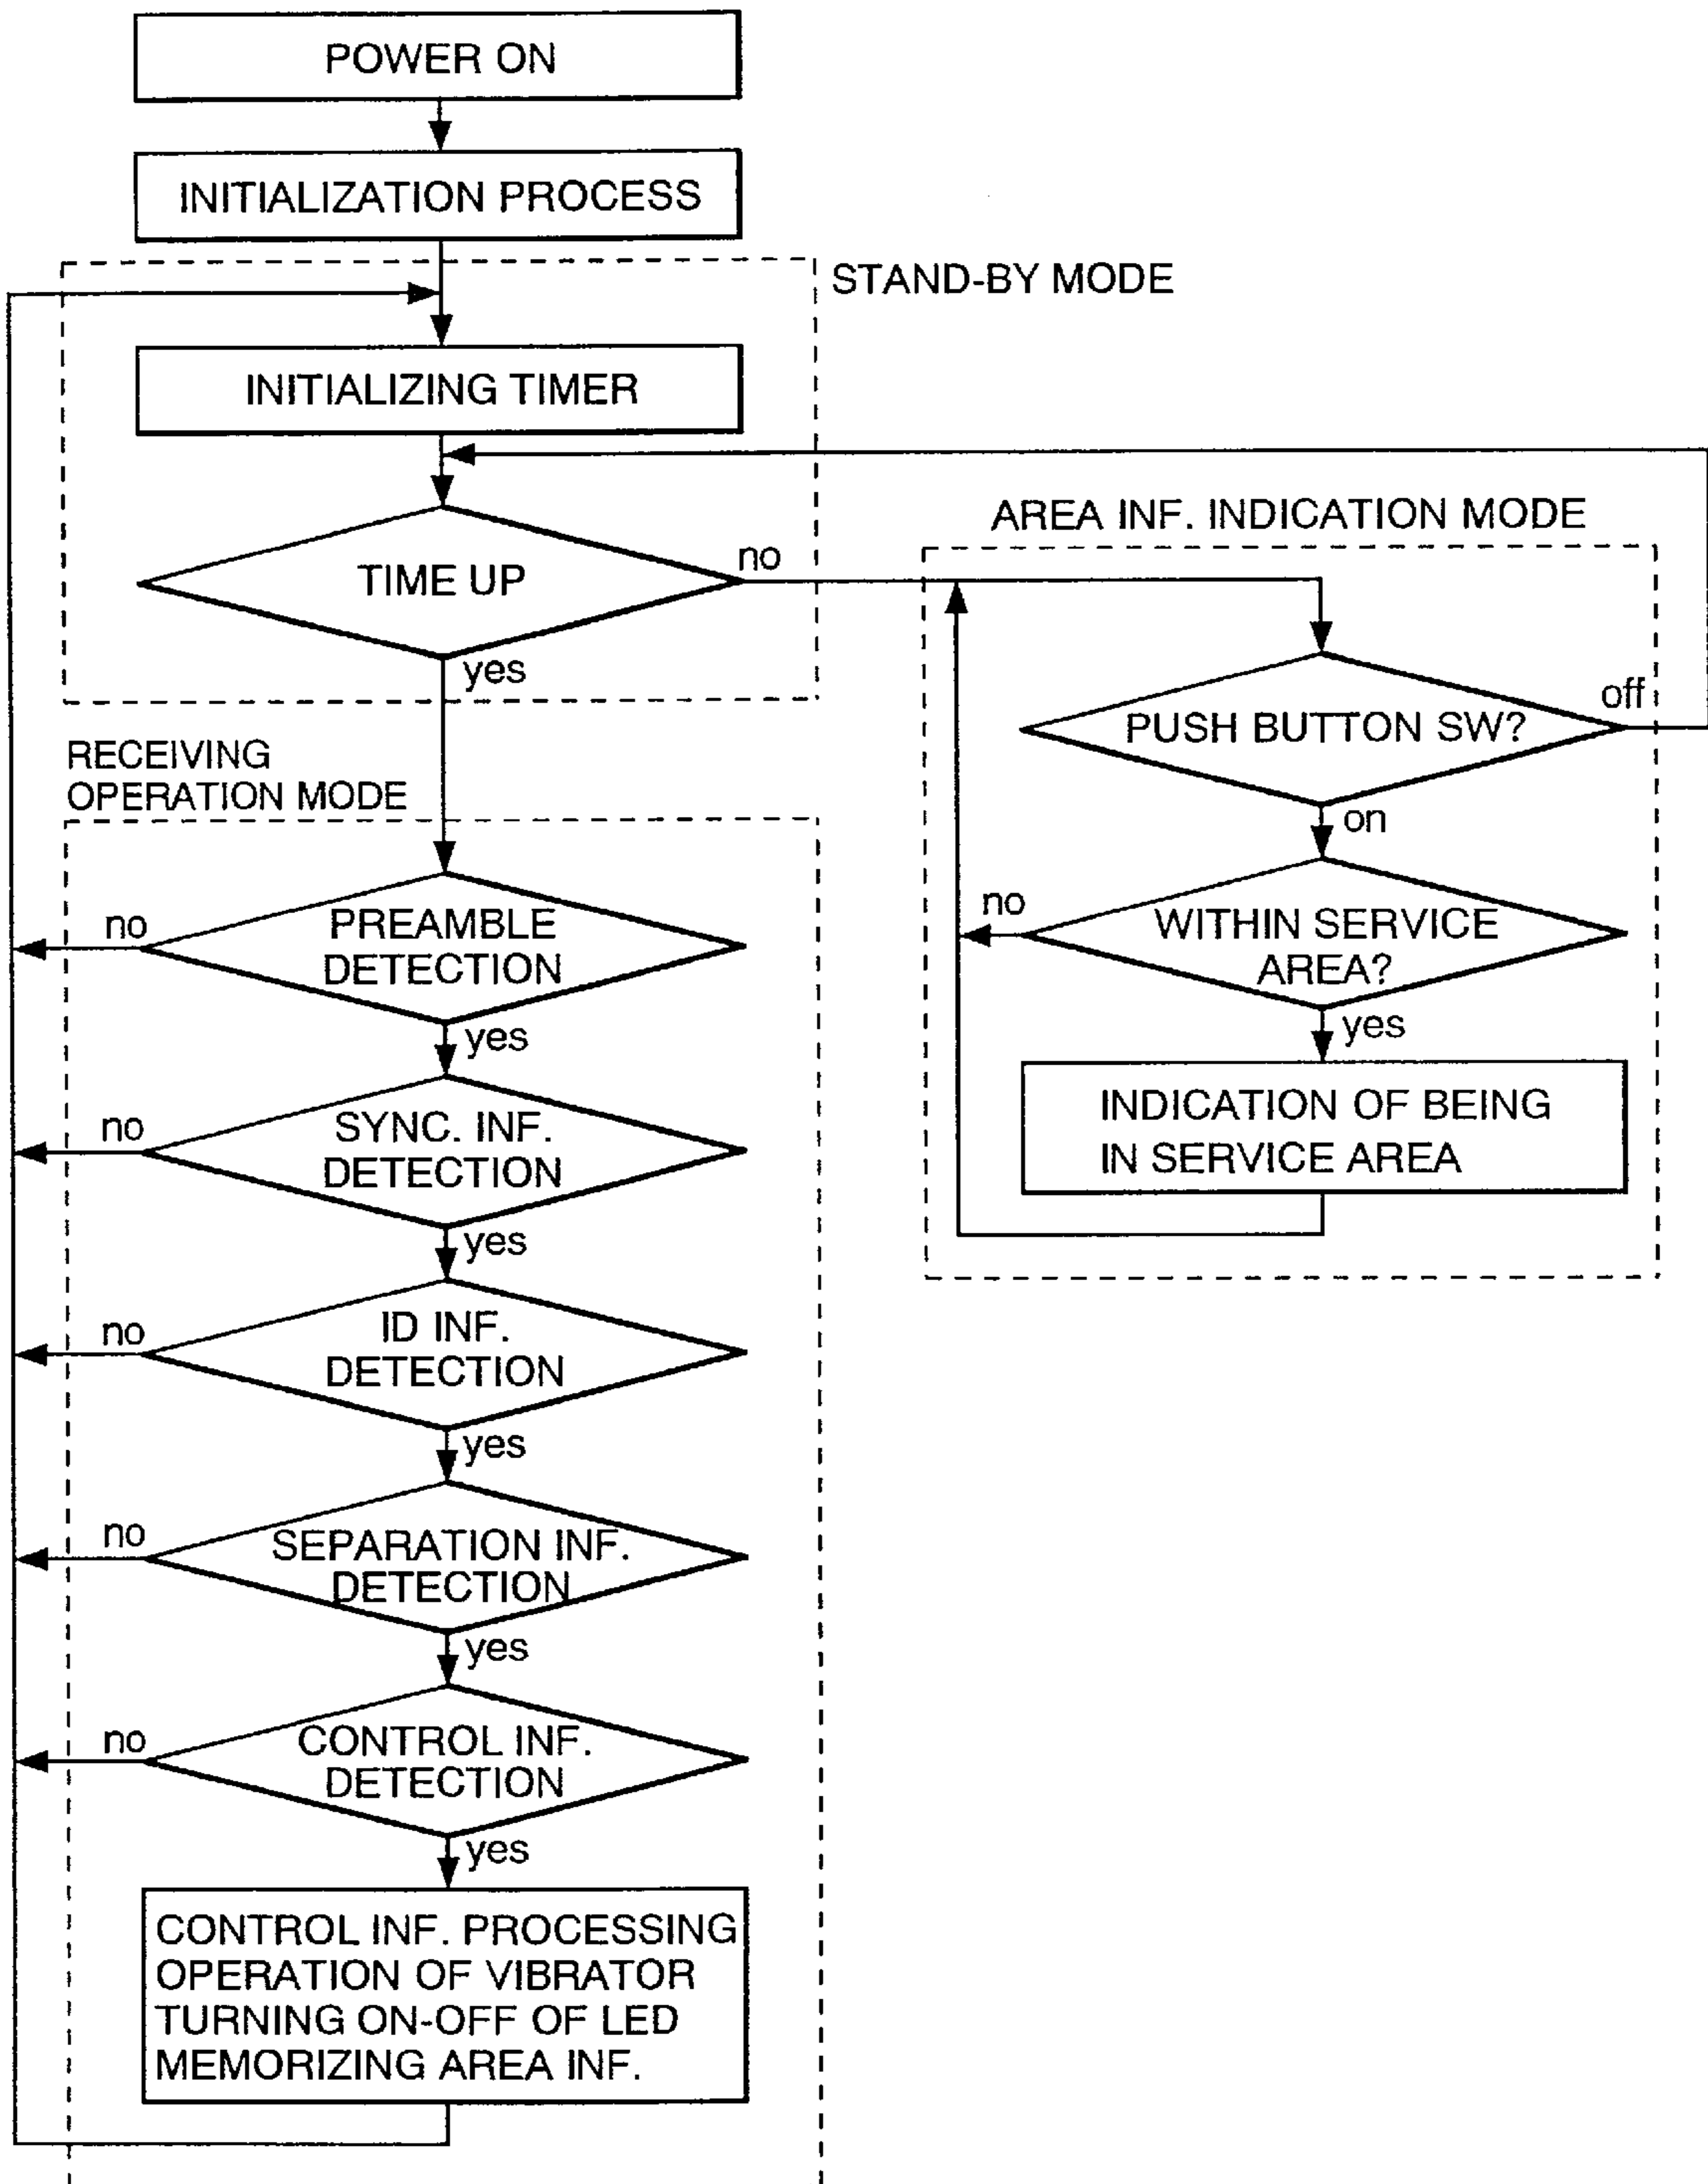 POWER ON
INITIALIZATION PROCESS
STAND-BY MODE
INITIALIZING TIMER
TIME UP
no
yes
AREA INF. INDICATION MODE
PUSH BUTTON SW?
off
on
WITHIN SERVICE
AREA?
no
yes
INDICATION OF BEING
IN SERVICE AREA
RECEIVING
OPERATION MODE
PREAMBLE
DETECTION
no
yes
SYNC. INF.
DETECTION
no
yes
ID INF.
DETECTION
no
yes
SEPARATION INF.
DETECTION
no
yes
CONTROL INF.
DETECTION
no
yes
CONTROL INF. PROCESSING
OPERATION OF VIBRATOR
TURNING ON-OFF OF LED
MEMORIZING AREA INF.